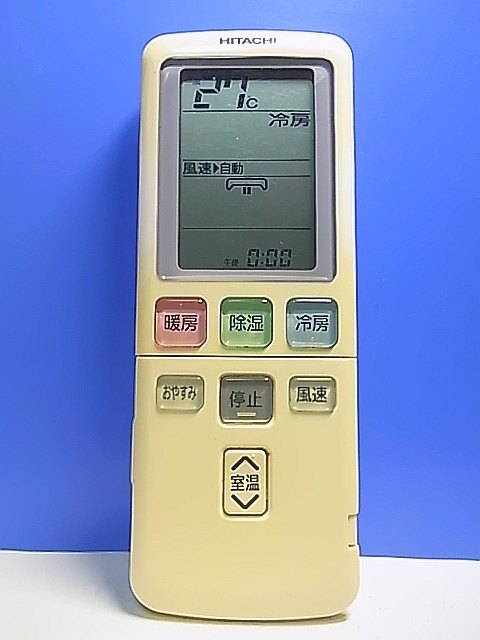 HITACHI
27℃
冷房
風速▶自動
午後 0:00
暖房 除湿 冷房
おやすみ 停止 風速
室温